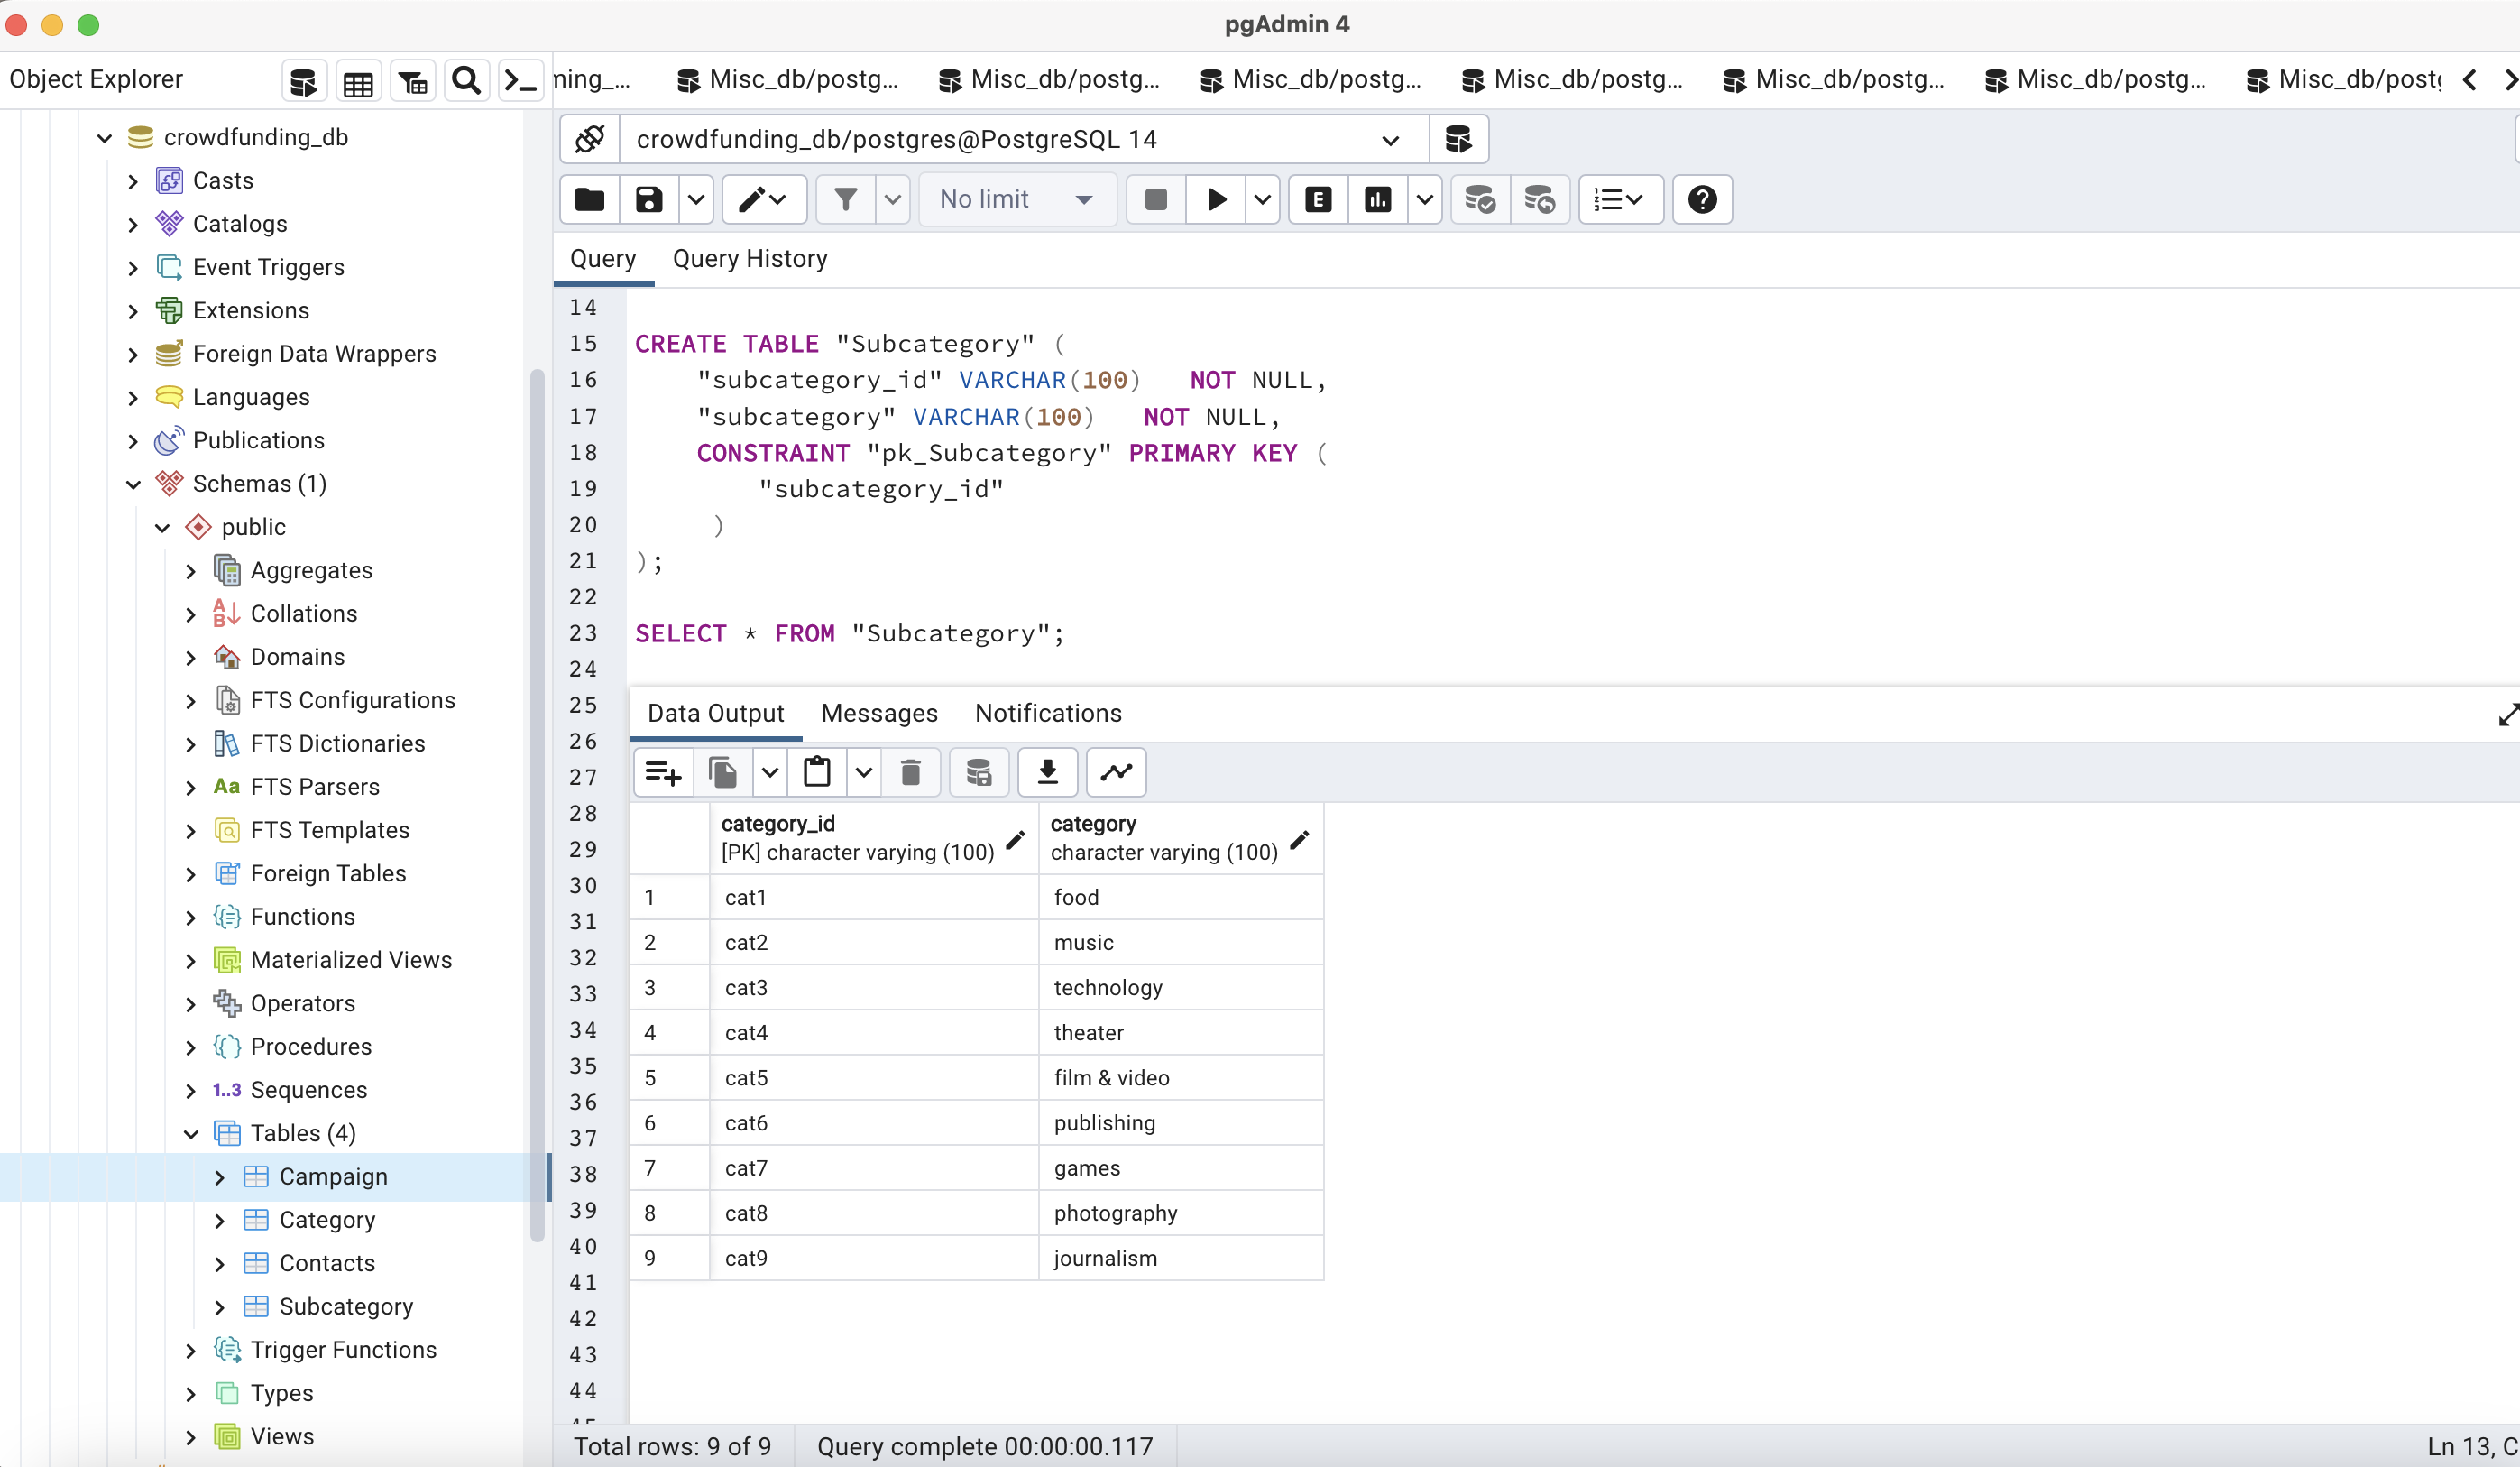 pgAdmin 4
Object Explorer
ning_...
Misc_db/postg...
Misc_db/postg...
Misc_db/postg...
Misc_db/postg...
Misc_db/postg...
Misc_db/postg...
Misc_db/post
crowdfunding_db
Casts
Catalogs
Event Triggers
Extensions
Foreign Data Wrappers
Languages
Publications
Schemas (1)
public
Aggregates
Collations
Domains
FTS Configurations
FTS Dictionaries
Aa FTS Parsers
FTS Templates
Foreign Tables
Functions
Materialized Views
Operators
Procedures
1..3 Sequences
Tables (4)
Campaign
Category
Contacts
Subcategory
Trigger Functions
Types
Views
crowdfunding_db/postgres@PostgreSQL 14
No limit
E
Query
Query History
14
15 CREATE TABLE "Subcategory" (
16 "subcategory_id" VARCHAR(100) NOT NULL,
17 "subcategory" VARCHAR(100) NOT NULL,
18 CONSTRAINT "pk_Subcategory" PRIMARY KEY (
19 "subcategory_id"
20 )
21 );
22
23 SELECT * FROM "Subcategory";
24
25
26
27
28
29
30
31
32
33
34
35
36
37
38
39
40
41
42
43
44
Data Output
Messages
Notifications
category_id
[PK] character varying (100)
category
character varying (100)
1 cat1 food
2 cat2 music
3 cat3 technology
4 cat4 theater
5 cat5 film & video
6 cat6 publishing
7 cat7 games
8 cat8 photography
9 cat9 journalism
Total rows: 9 of 9
Query complete 00:00:00.117
Ln 13, C